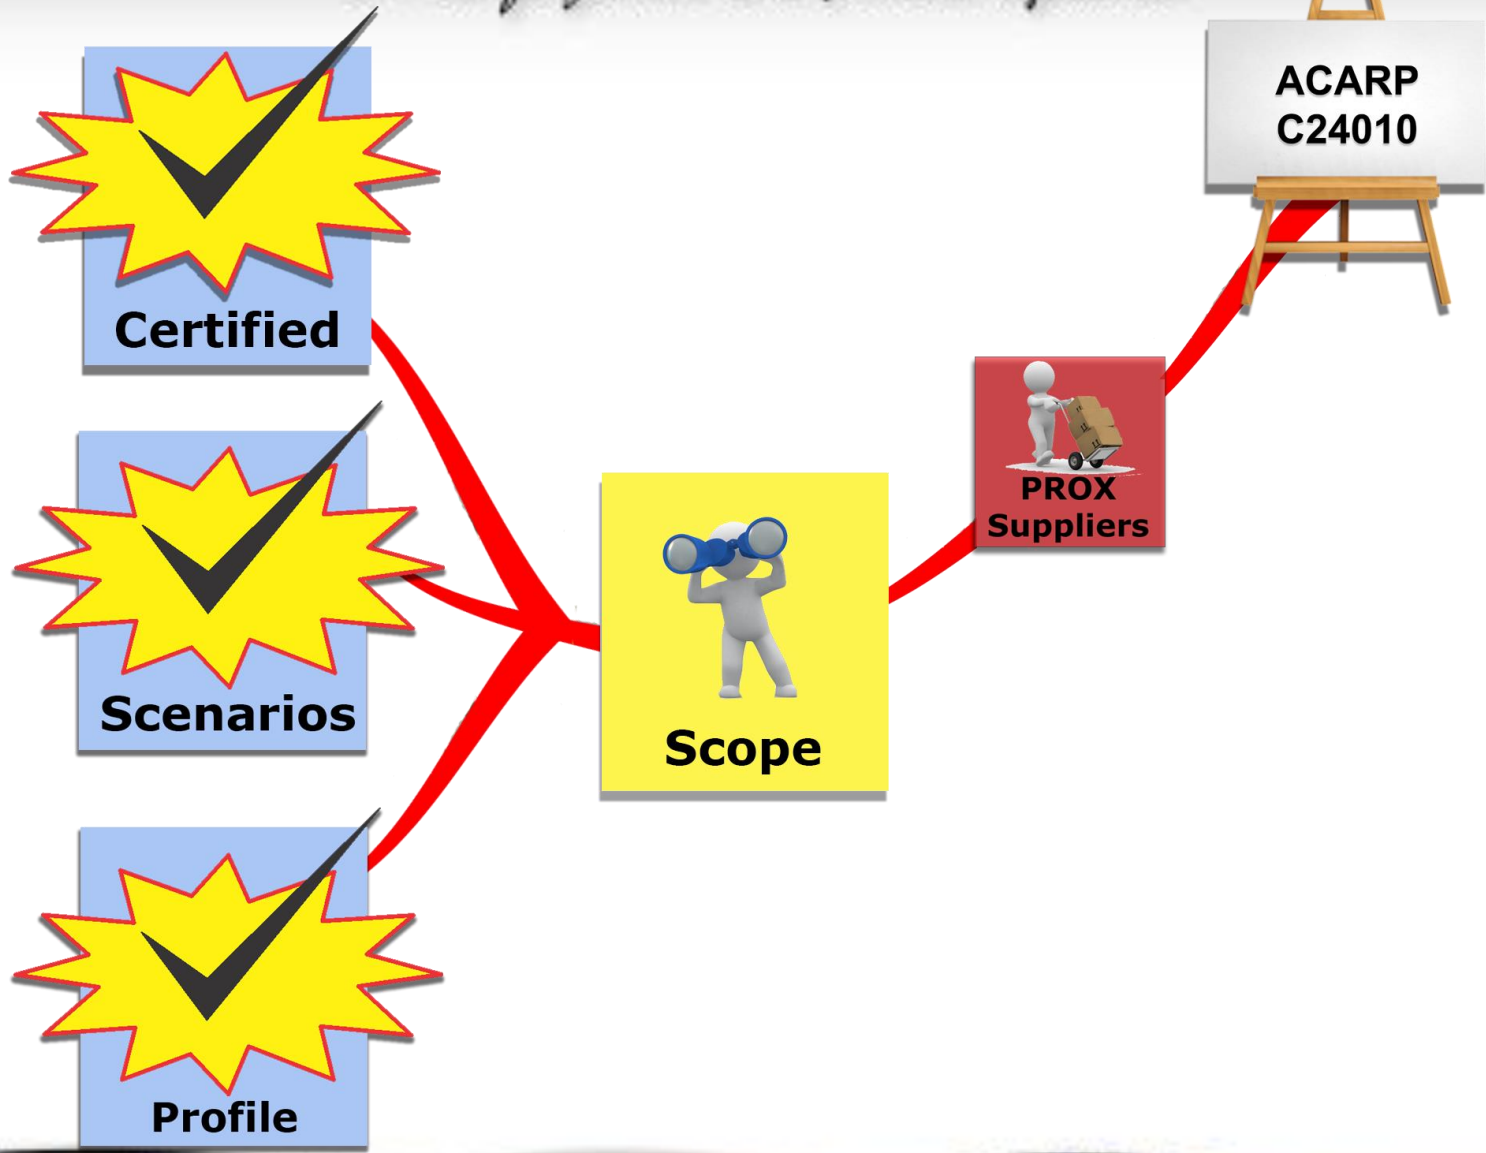 ACARP
C24010
Certified
PROX
Suppliers
Scenarios
Scope
Profile